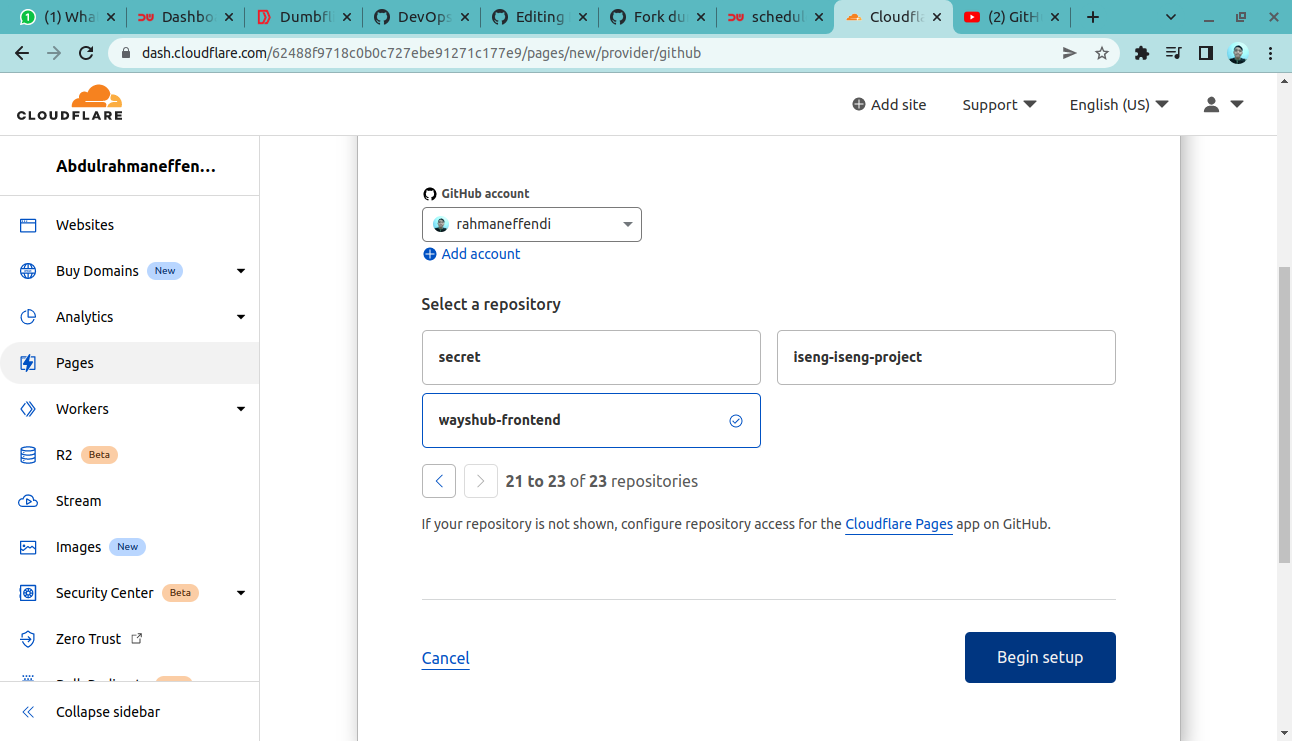 (1) Wha
Dashbo
Dumbfl
DevOps
Editing
Fork du
schedul
Cloudfla
(2) GitH
dash.cloudflare.com/62488f9718c0b0c727ebe91271c177e9/pages/new/provider/github
CLOUDFLARE
Add site
Support
English (US)
Abdulrahmaneffen...
Websites
Buy Domains New
Analytics
Pages
Workers
R2 Beta
Stream
Images New
Security Center Beta
Zero Trust
Collapse sidebar
GitHub account
rahmaneffendi
Add account
Select a repository
secret
iseng-iseng-project
wayshub-frontend
21 to 23 of 23 repositories
If your repository is not shown, configure repository access for the Cloudflare Pages app on GitHub.
Cancel
Begin setup